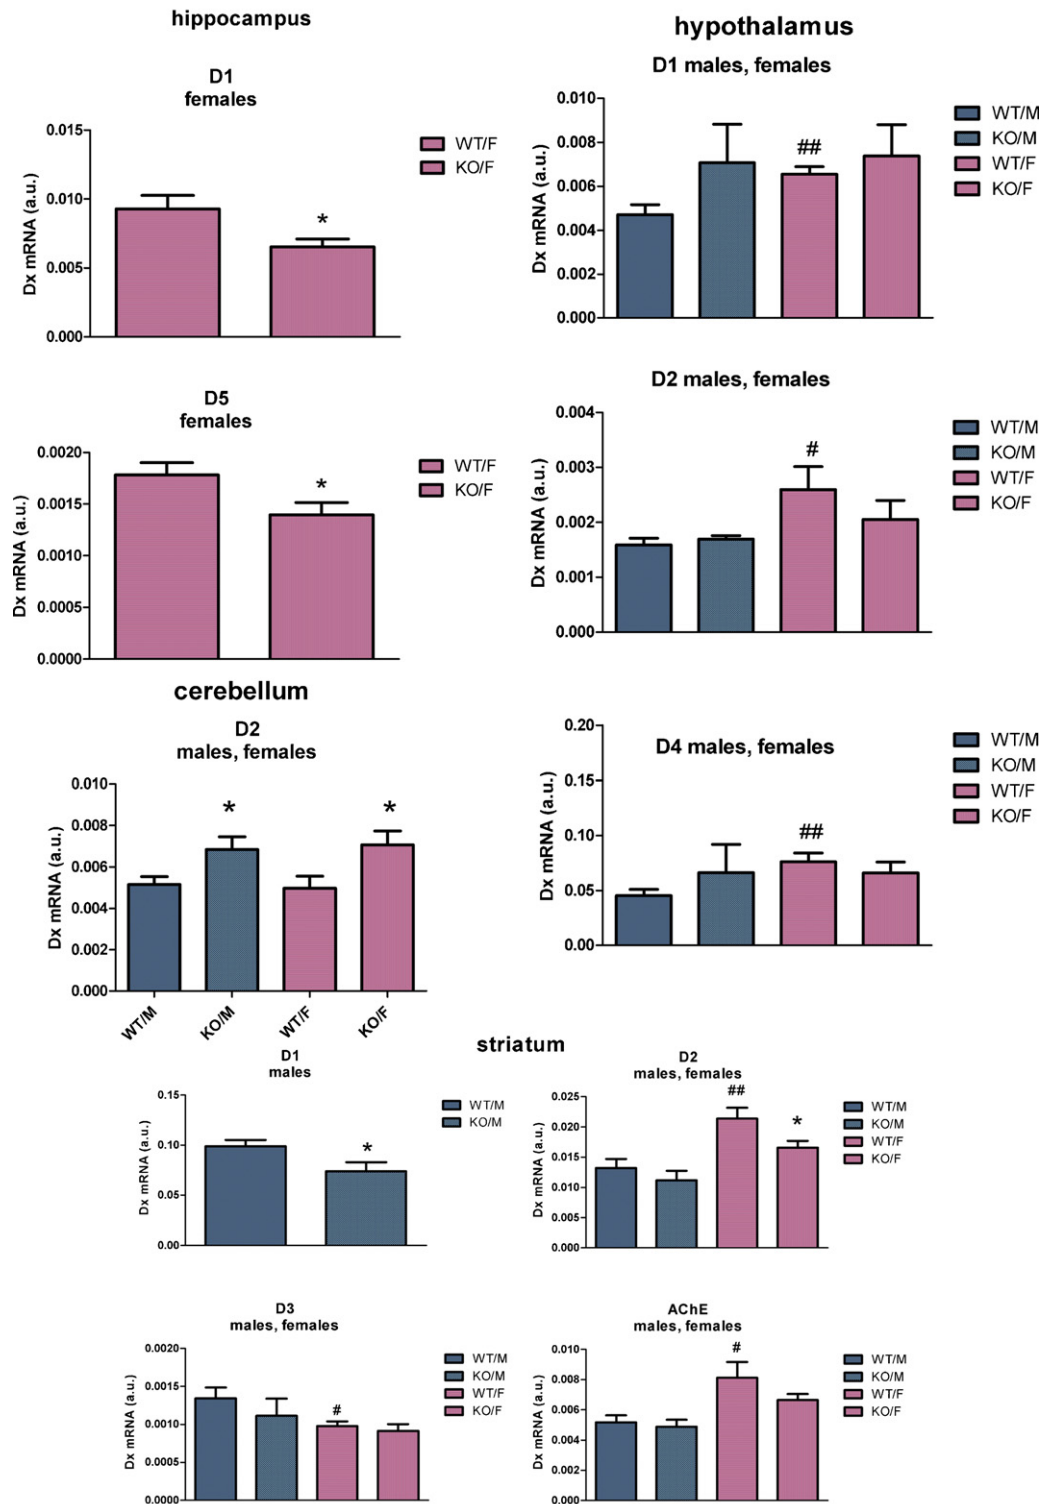 hippocampus
D1
females
0.015
0.010
0.005
0.000
Dx mRNA (a.u.)
*
WT/F
KO/F
D5
females
0.0020
0.0015
0.0010
0.0005
0.0000
Dx mRNA (a.u.)
*
WT/F
KO/F
cerebellum
D2
males, females
0.010
0.008
0.006
0.004
0.002
0.000
Dx mRNA (a.u.)
* *
WT/M KO/M WT/F KO/F
hypothalamus
D1 males, females
0.010
0.008
0.006
0.004
0.002
0.000
Dx mRNA (a.u.)
##
WT/M
KO/M
WT/F
KO/F
D2 males, females
0.004
0.003
0.002
0.001
0.000
Dx mRNA (a.u.)
#
WT/M
KO/M
WT/F
KO/F
D4 males, females
0.20
0.15
0.10
0.05
0.00
Dx mRNA (a.u.)
##
WT/M
KO/M
WT/F
KO/F
striatum
D1
males
0.15
0.10
0.05
0.00
Dx mRNA (a.u.)
*
WT/M
KO/M
D2
males, females
0.025
0.020
0.015
0.010
0.005
0.000
Dx mRNA (a.u.)
## *
WT/M
KO/M
WT/F
KO/F
D3
males, females
0.0020
0.0015
0.0010
0.0005
0.0000
Dx mRNA (a.u.)
#
WT/M
KO/M
WT/F
KO/F
AChE
males, females
0.010
0.008
0.006
0.004
0.002
0.000
Dx mRNA (a.u.)
#
WT/M
KO/M
WT/F
KO/F